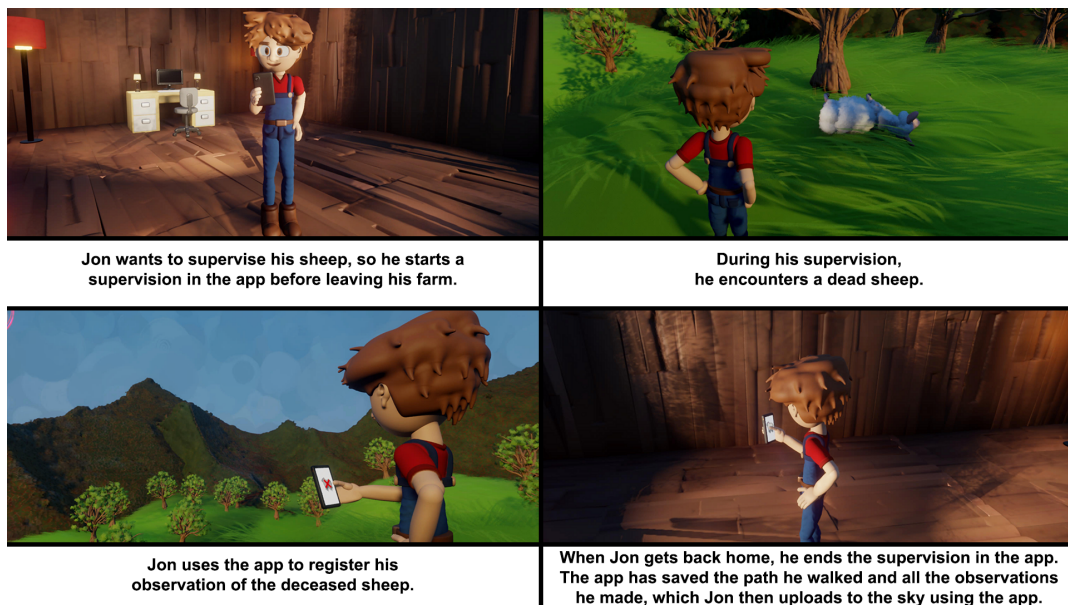 Jon wants to supervise his sheep, so he starts a
supervision in the app before leaving his farm.
During his supervision,
he encounters a dead sheep.
Jon uses the app to register his
observation of the deceased sheep.
When Jon gets back home, he ends the supervision in the app.
The app has saved the path he walked and all the observations
he made, which Jon then uploads to the sky using the app.